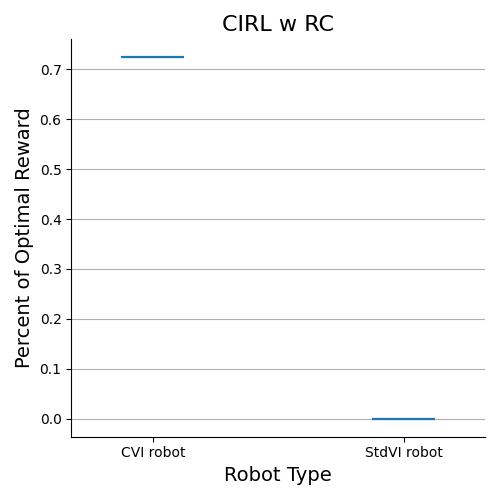 CIRL w RC
Percent of Optimal Reward
0.7
0.6
0.5
0.4
0.3
0.2
0.1
0.0
CVI robot
StdVI robot
Robot Type